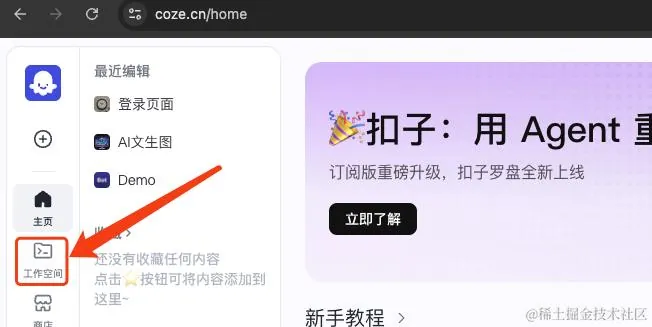 coze.cn/home
最近编辑
登录页面
AI文生图
Bot Demo
主页
工作空间
商店
收藏 >
还没有收藏任何内容
点击⭐按钮可将内容添加到
这里~
🎉扣子：用 Agent 重
订阅版重磅升级，扣子罗盘全新上线
立即了解
新手教程 >
@稀土掘金技术社区